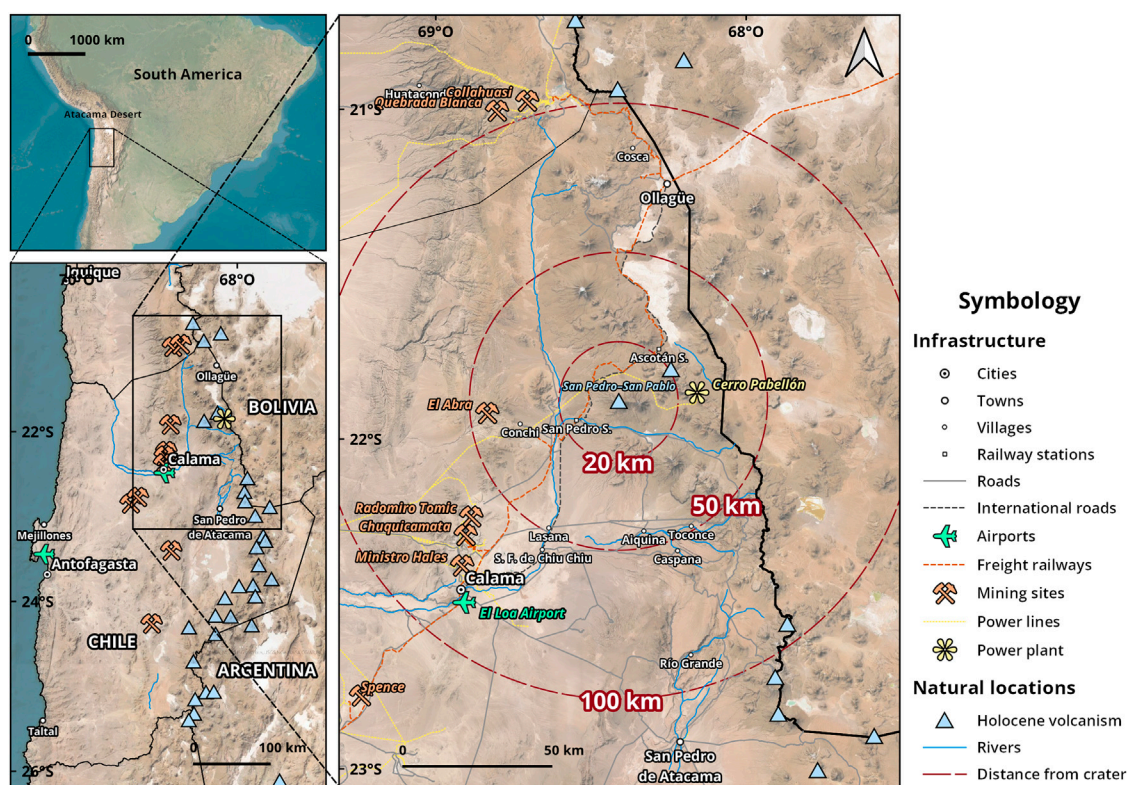 0 1000 km
South America
Atacama Desert
Iquique
70°O
68°O
Ollagüe
BOLIVIA
22°S
Calama
San Pedro
de Atacama
Mejillones
Antofagasta
24°S
CHILE
ARGENTINA
Taltal
0 100 km
26°S
69°O
68°O
Huatacondo
Collahuasi
Quebrada Blanca
21°S
Cosca
Ollagüe
Ascotán S.
San Pedro–San Pablo
Cerro Pabellón
El Abra
22°S
Conchi
San Pedro S.
20 km
50 km
Radomiro Tomic
Chuquicamata
Lasana
Aiquina
Toconce
Ministro Hales
S. F. de Chiu Chiu
Caspana
Calama
El Loa Airport
Río Grande
Spence
100 km
0 50 km
San Pedro
de Atacama
23°S
Symbology
Infrastructure
Cities
Towns
Villages
Railway stations
Roads
International roads
Airports
Freight railways
Mining sites
Power lines
Power plant
Natural locations
Holocene volcanism
Rivers
Distance from crater